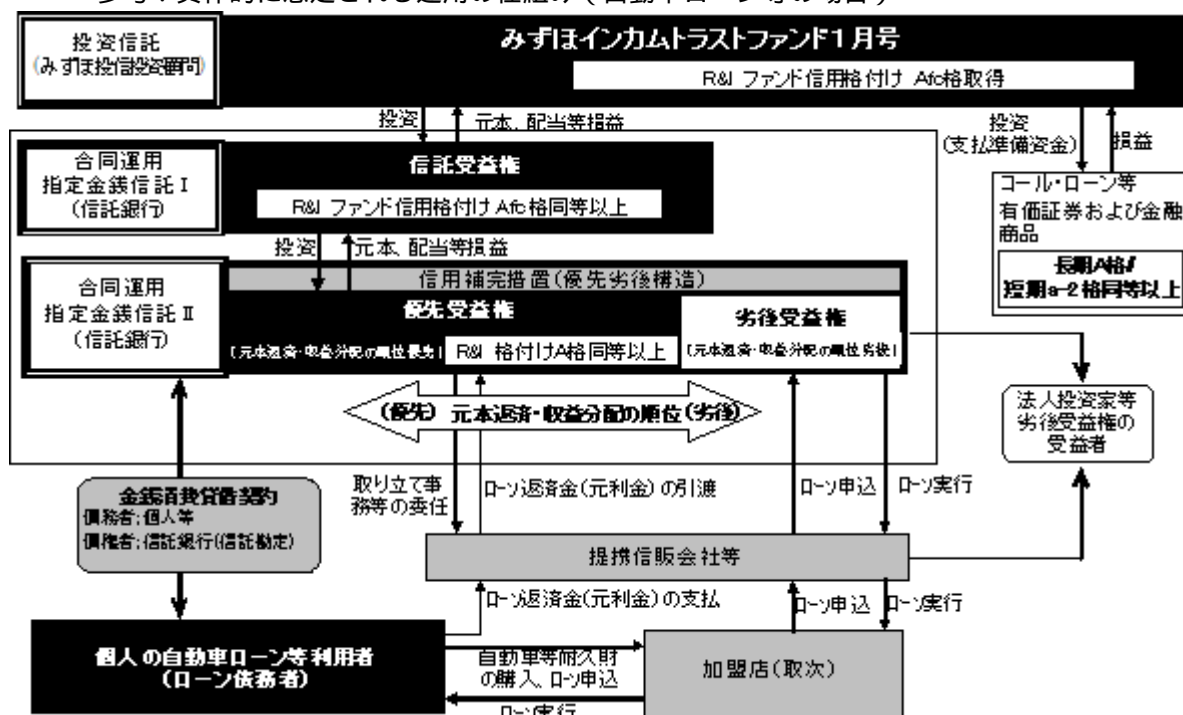 参考：具体的に想定される運用の仕組み（自動車ローン等の場合）
投資信託
(みずほ投信投資顧問)
みずほインカムトラストファンド１月号
R&I ファンド信用格付け Afc格取得
投資
元本、配当等損益
投資
(支払準備資金)
損益
合同運用
指定金銭信託Ⅰ
(信託銀行)
信託受益権
R&I ファンド信用格付け Afc格同等以上
コール・ローン等
有価証券および金融
商品
長期A格/
短期a-2格同等以上
投資
元本、配当等損益
合同運用
指定金銭信託Ⅱ
(信託銀行)
信用補完措置(優先劣後構造)
優先受益権
[元本返済・収益分配の順位優先]
R&I 格付けA格同等以上
劣後受益権
[元本返済・収益分配の順位劣後]
(優先) 元本返済・収益分配の順位 (劣後)
法人投資家等
劣後受益権の
受益者
金銭消費貸借契約
債務者;個人等
債権者;信託銀行(信託勘定)
取り立て事
務等の委任
ローン返済金(元利金)の引渡
ローン申込
ローン実行
提携信販会社等
ローン返済金(元利金)の支払
ローン申込
ローン実行
個人の自動車ローン等利用者
(ローン債務者)
自動車等耐久財
の購入、ローン申込
ローン実行
加盟店(取次)